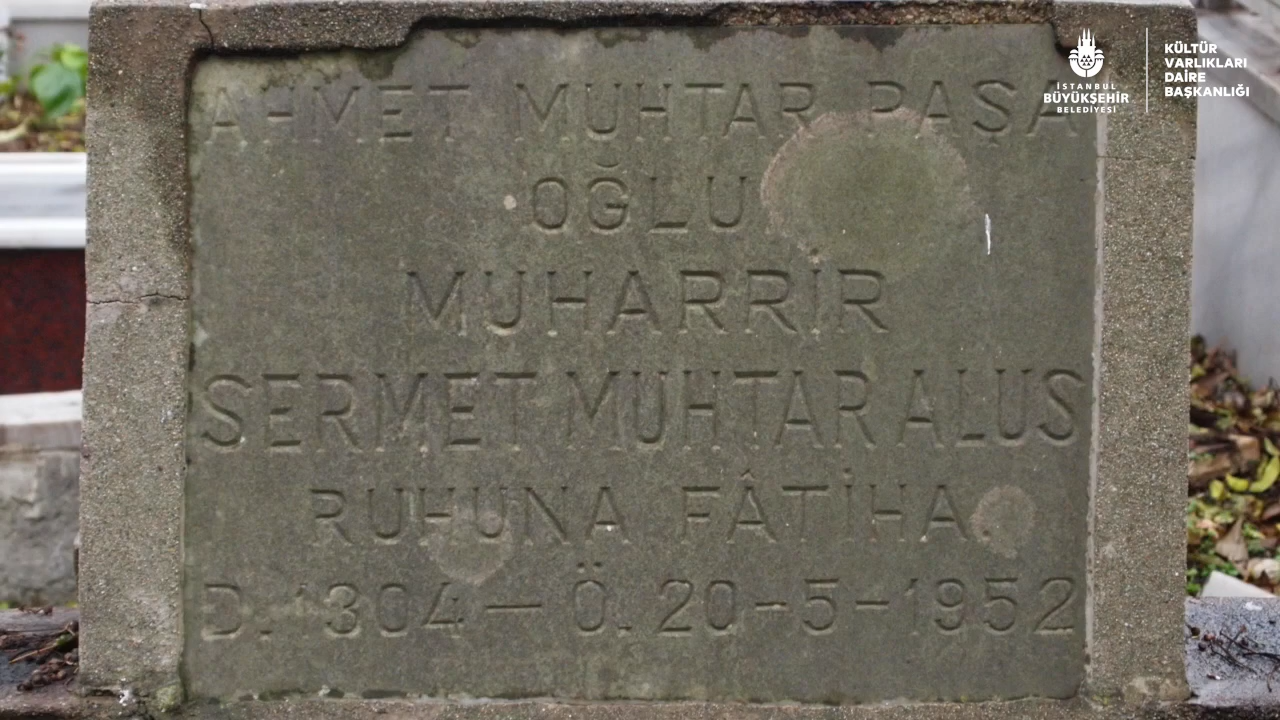 AHMET MUHTAR PAŞA
OĞLU
MUHARRİR
SERMET MUHTAR ALUS
RUHUNA FÂTİHA.
D. 1304 — Ö. 20-5-1952
İSTANBUL
BÜYÜKŞEHİR
BELEDİYESİ
KÜLTÜR
VARLIKLARI
DAİRE
BAŞKANLIĞI